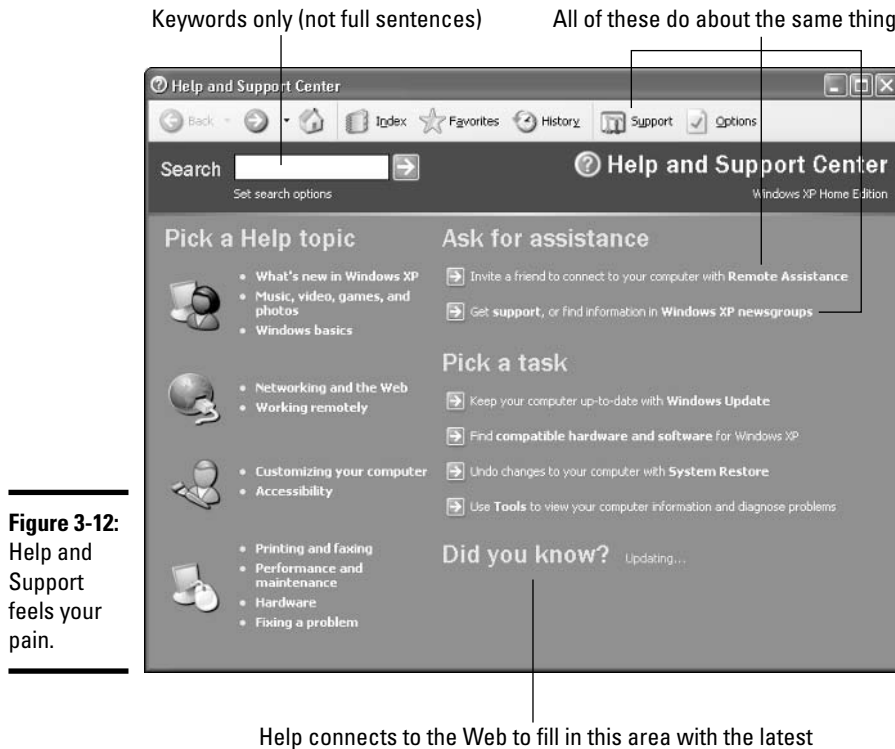 Keywords only (not full sentences)
All of these do about the same thing
Help and Support Center
Back
Index
Favorites
History
Support
Options
Search
Set search options
Help and Support Center
Windows XP Home Edition
Pick a Help topic
What's new in Windows XP
Music, video, games, and
photos
Windows basics
Networking and the Web
Working remotely
Customizing your computer
Accessibility
Printing and faxing
Performance and
maintenance
Hardware
Fixing a problem
Ask for assistance
Invite a friend to connect to your computer with Remote Assistance
Get support, or find information in Windows XP newsgroups
Pick a task
Keep your computer up-to-date with Windows Update
Find compatible hardware and software for Windows XP
Undo changes to your computer with System Restore
Use Tools to view your computer information and diagnose problems
Did you know? Updating...
Figure 3-12:
Help and
Support
feels your
pain.
Help connects to the Web to fill in this area with the latest